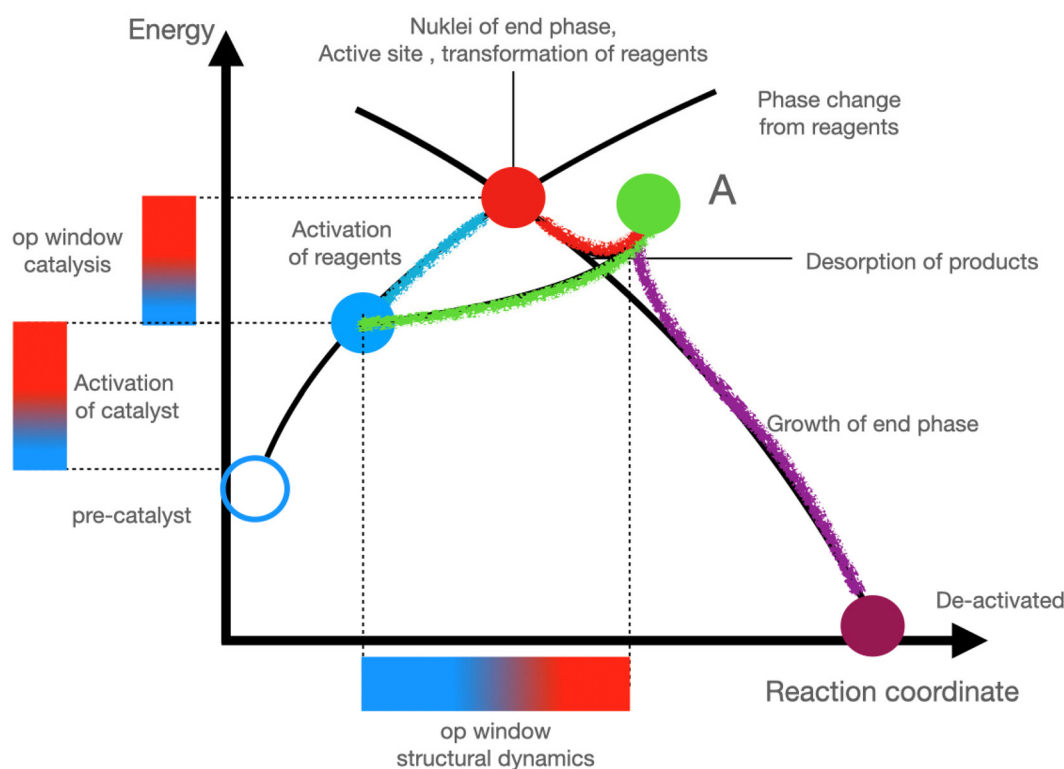 Energy
Nuklei of end phase,
Active site , transformation of reagents
Phase change
from reagents
A
op window
catalysis
Activation
of reagents
Desorption of products
Activation
of catalyst
Growth of end phase
pre-catalyst
De-activated
Reaction coordinate
op window
structural dynamics